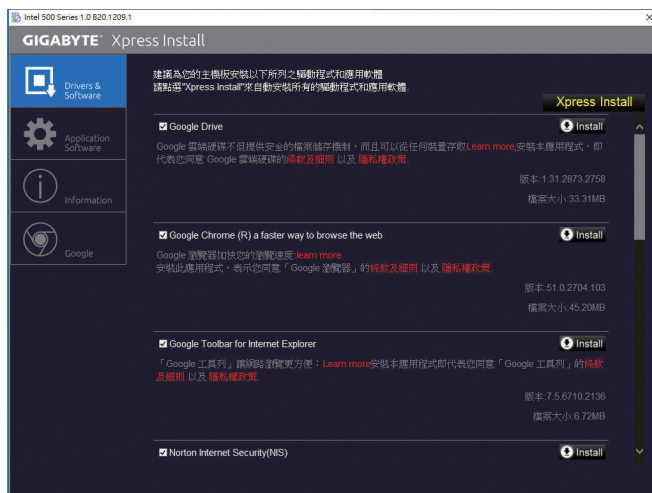 Intel 500 Series 1.0 B20.1209.1
GIGABYTE™ Xpress Install
Drivers &
Software
Application
Software
Information
Google
建議為您的主機板安裝以下所列之驅動程式和應用軟體
請點選"Xpress Install"來自動安裝所有的驅動程式和應用軟體.
Xpress Install
Google Drive
Install
Google 雲端硬碟不但提供安全的檔案儲存機制，而且可以從任何裝置存取Learn more,安裝本應用程式，即
代表您同意 Google 雲端硬碟的條款及細則 以及 隱私權政策.
版本:1.31.2873.2758
檔案大小:33.31MB
Google Chrome (R) a faster way to browse the web
Install
Google 瀏覽器加快您的瀏覽速度:learn more
安裝此應用程式，表示您同意「Google 瀏覽器」的條款及細則 以及 隱私權政策.
版本:51.0.2704.103
檔案大小:45.20MB
Google Toolbar for Internet Explorer
Install
「Google 工具列」讓網路瀏覽更方便：Learn more安裝本應用程式即代表您同意「Google 工具列」的條款
及細則 以及 隱私權政策.
版本:7.5.6710.2136
檔案大小:6.72MB
Norton Internet Security(NIS)
Install